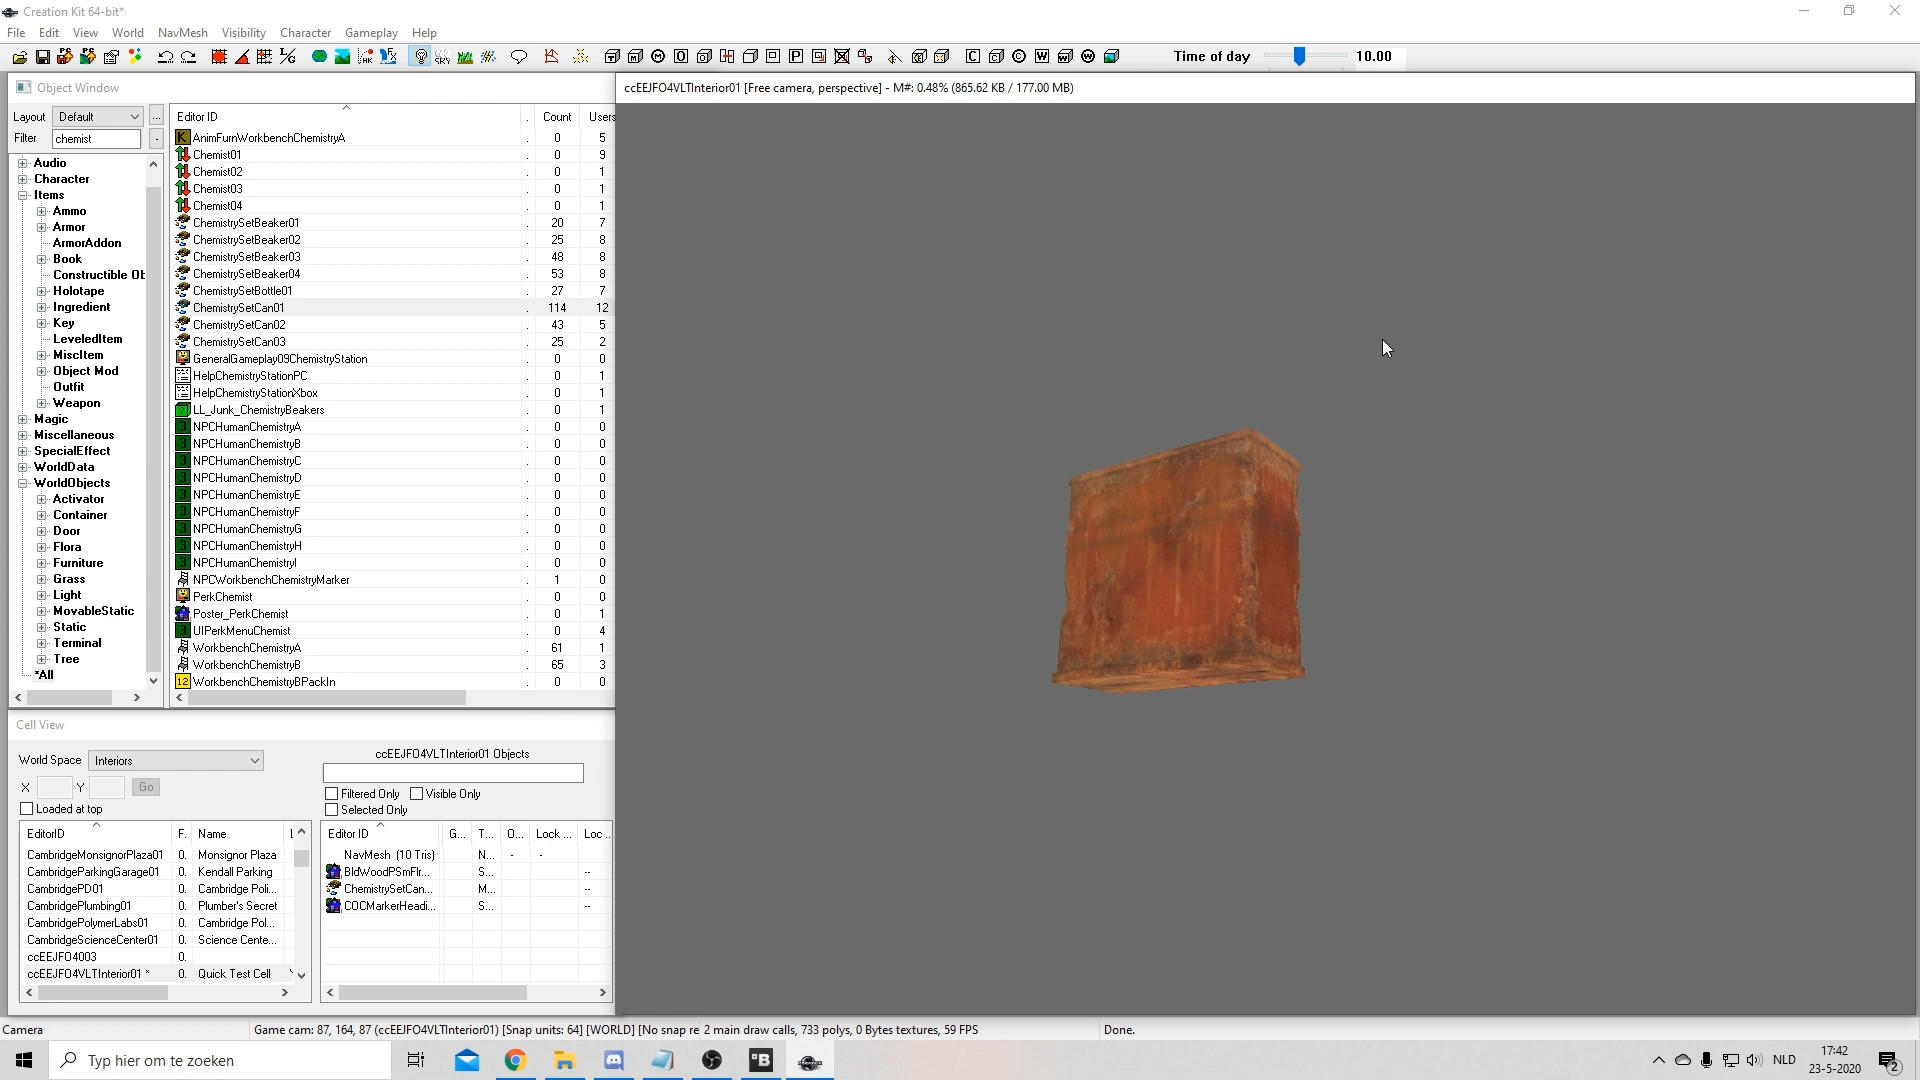 Creation Kit 64-bit*
File Edit View World NavMesh Visibility Character Gameplay Help
Time of day 10.00
Object Window
Layout Default ...
Filter chemist -
Audio
Character
Items
Ammo
Armor
ArmorAddon
Book
Constructible Ob
Holotape
Ingredient
Key
LeveledItem
MiscItem
Object Mod
Outfit
Weapon
Magic
Miscellaneous
SpecialEffect
WorldData
WorldObjects
Activator
Container
Door
Flora
Furniture
Grass
Light
MovableStatic
Static
Terminal
Tree
*All
Editor ID . Count Users
AnimFurnWorkbenchChemistryA . 0 5
Chemist01 . 0 9
Chemist02 . 0 1
Chemist03 . 0 1
Chemist04 . 0 1
ChemistrySetBeaker01 . 20 7
ChemistrySetBeaker02 . 25 8
ChemistrySetBeaker03 . 48 8
ChemistrySetBeaker04 . 53 8
ChemistrySetBottle01 . 27 7
ChemistrySetCan01 . 114 12
ChemistrySetCan02 . 43 5
ChemistrySetCan03 . 25 2
GeneralGameplay09ChemistryStation . 0 0
HelpChemistryStationPC . 0 1
HelpChemistryStationXbox . 0 1
LL_Junk_ChemistryBeakers . 0 1
NPCHumanChemistryA . 0 0
NPCHumanChemistryB . 0 0
NPCHumanChemistryC . 0 0
NPCHumanChemistryD . 0 0
NPCHumanChemistryE . 0 0
NPCHumanChemistryF . 0 0
NPCHumanChemistryG . 0 0
NPCHumanChemistryH . 0 0
NPCHumanChemistryI . 0 0
NPCWorkbenchChemistryMarker . 1 0
PerkChemist . 0 0
Poster_PerkChemist . 0 1
UIPerkMenuChemist . 0 4
WorkbenchChemistryA . 61 1
WorkbenchChemistryB . 65 3
WorkbenchChemistryBPackIn . 0 0
ccEEJFO4VLTInterior01 [Free camera, perspective] - M#: 0.48% (865.62 KB / 177.00 MB)
Cell View
World Space Interiors
X Y Go
Loaded at top
EditorID F. Name
CambridgeMonsignorPlaza01 0. Monsignor Plaza
CambridgeParkingGarage01 0. Kendall Parking
CambridgePD01 0. Cambridge Poli...
CambridgePlumbing01 0. Plumber's Secret
CambridgePolymerLabs01 0. Cambridge Pol...
CambridgeScienceCenter01 0. Science Cente...
ccEEJFO4003 0.
ccEEJFO4VLTInterior01 * 0. Quick Test Cell
ccEEJFO4VLTInterior01 Objects
Filtered Only Visible Only
Selected Only
Editor ID G... T... O... Lock ... Loc ...
NavMesh (10 Tris) N... - -
BldWoodPSmFlr... S... --
ChemistrySetCan... M... --
COCMarkerHeadi... S... --
Camera Game cam: 87, 164, 87 (ccEEJFO4VLTInterior01) [Snap units: 64] [WORLD] [No snap re 2 main draw calls, 733 polys, 0 Bytes textures, 59 FPS Done.
Typ hier om te zoeken
NLD
17:42
23-5-2020
2